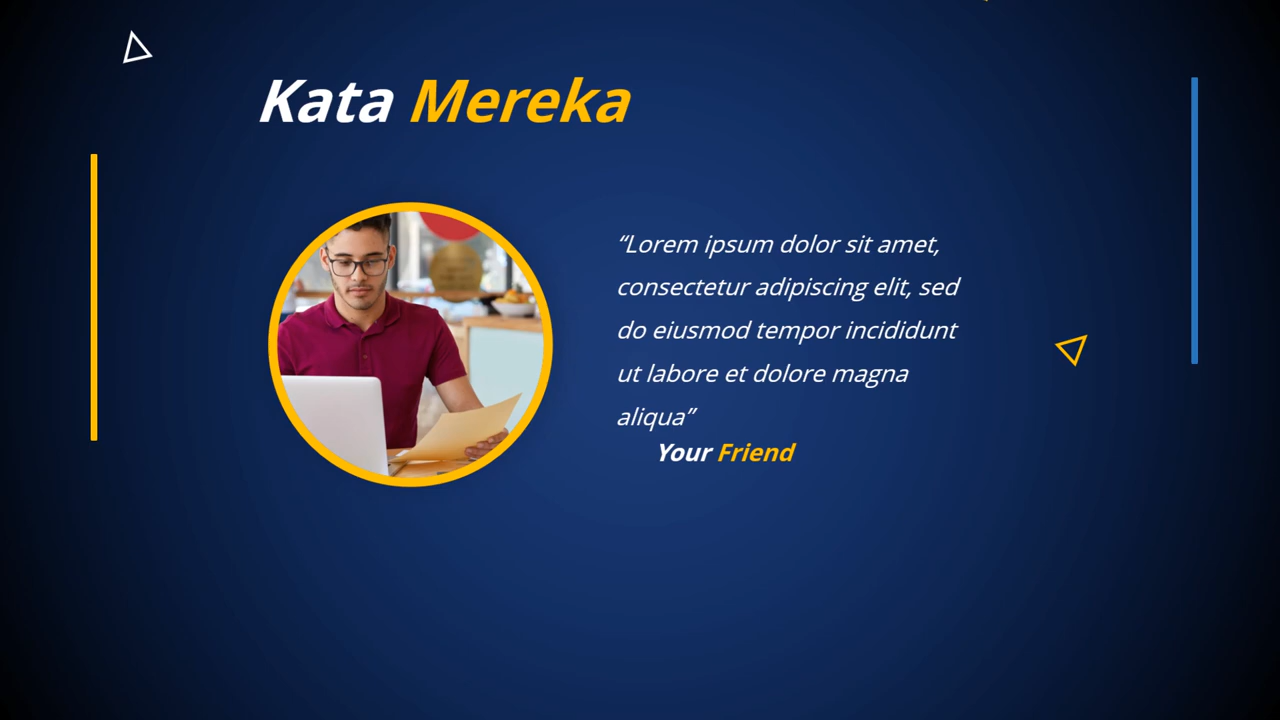 Kata Mereka
“Lorem ipsum dolor sit amet,
consectetur adipiscing elit, sed
do eiusmod tempor incididunt
ut labore et dolore magna
aliqua”
Your Friend